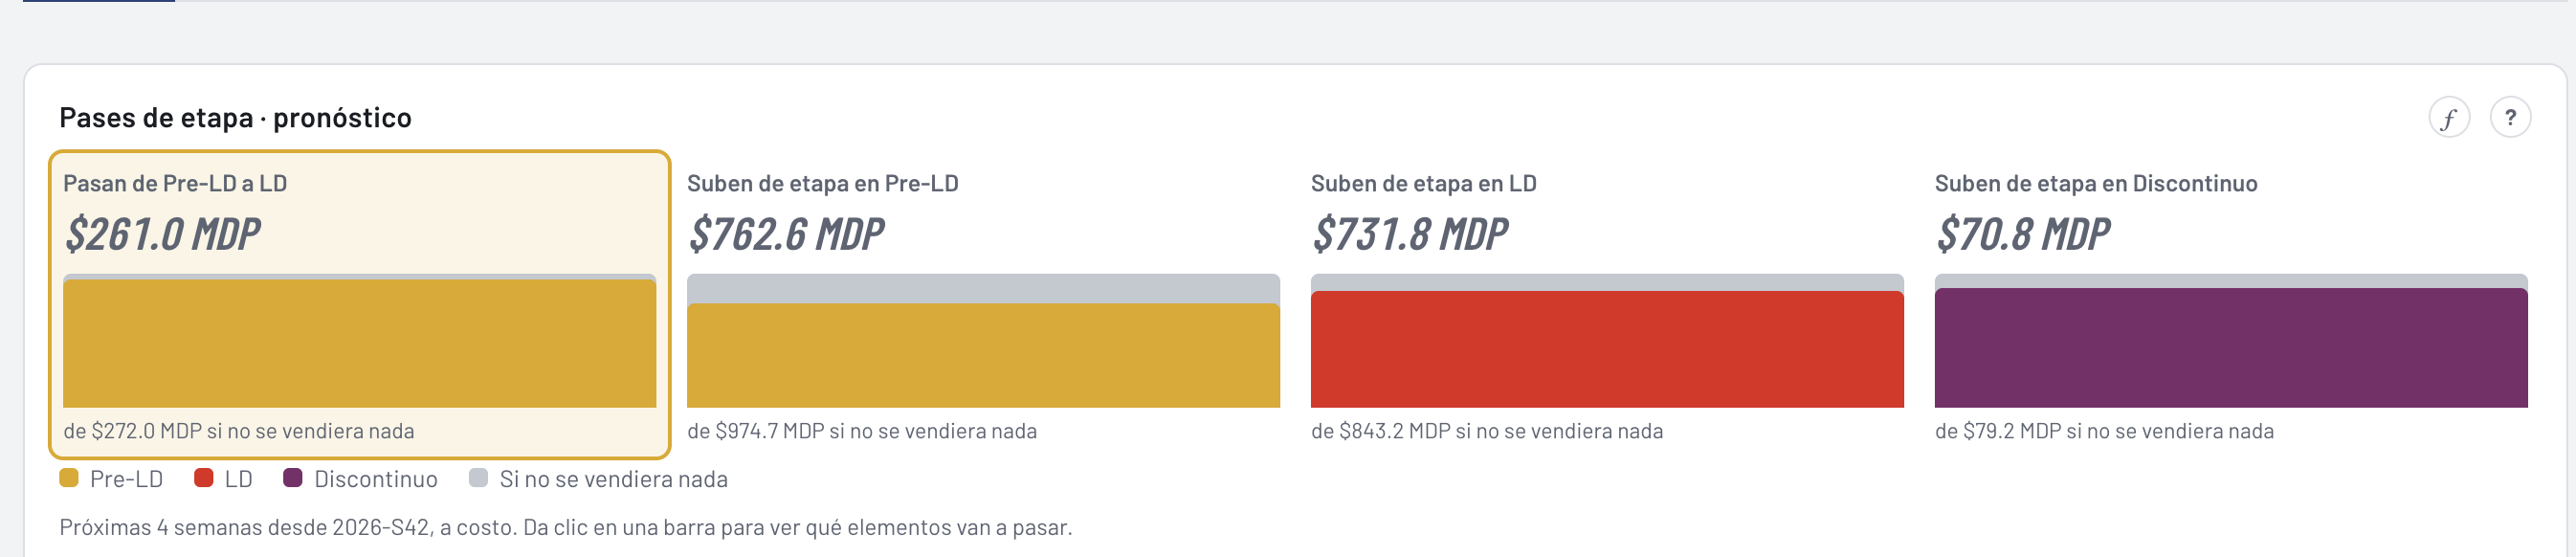 Pases de etapa · pronóstico
f ?
Pasan de Pre-LD a LD
$261.0 MDP
de $272.0 MDP si no se vendiera nada
Suben de etapa en Pre-LD
$762.6 MDP
de $974.7 MDP si no se vendiera nada
Suben de etapa en LD
$731.8 MDP
de $843.2 MDP si no se vendiera nada
Suben de etapa en Discontinuo
$70.8 MDP
de $79.2 MDP si no se vendiera nada
Pre-LD LD Discontinuo Si no se vendiera nada
Próximas 4 semanas desde 2026-S42, a costo. Da clic en una barra para ver qué elementos van a pasar.